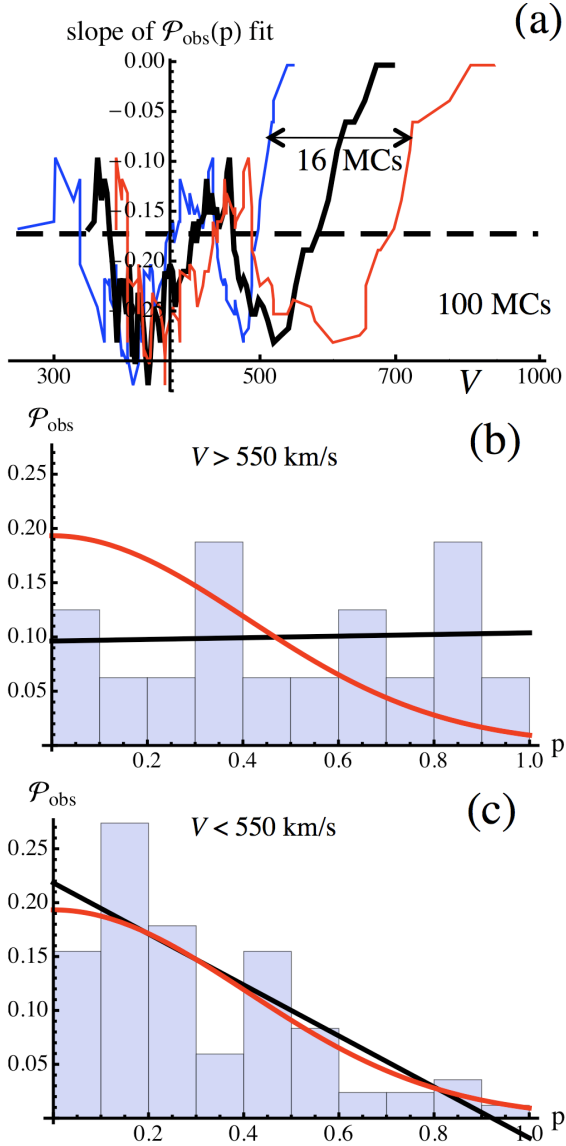 slope of 𝒫obs(p) fit
(a)
0.00
−0.05
−0.10
−0.15
−0.20
−0.25
16 MCs
100 MCs
300
500
700
1000
V
𝒫obs
(b)
V > 550 km/s
0.25
0.20
0.15
0.10
0.05
0.2 0.4 0.6 0.8 1.0 p
𝒫obs
(c)
V < 550 km/s
0.25
0.20
0.15
0.10
0.05
0.2 0.4 0.6 0.8 1.0 p